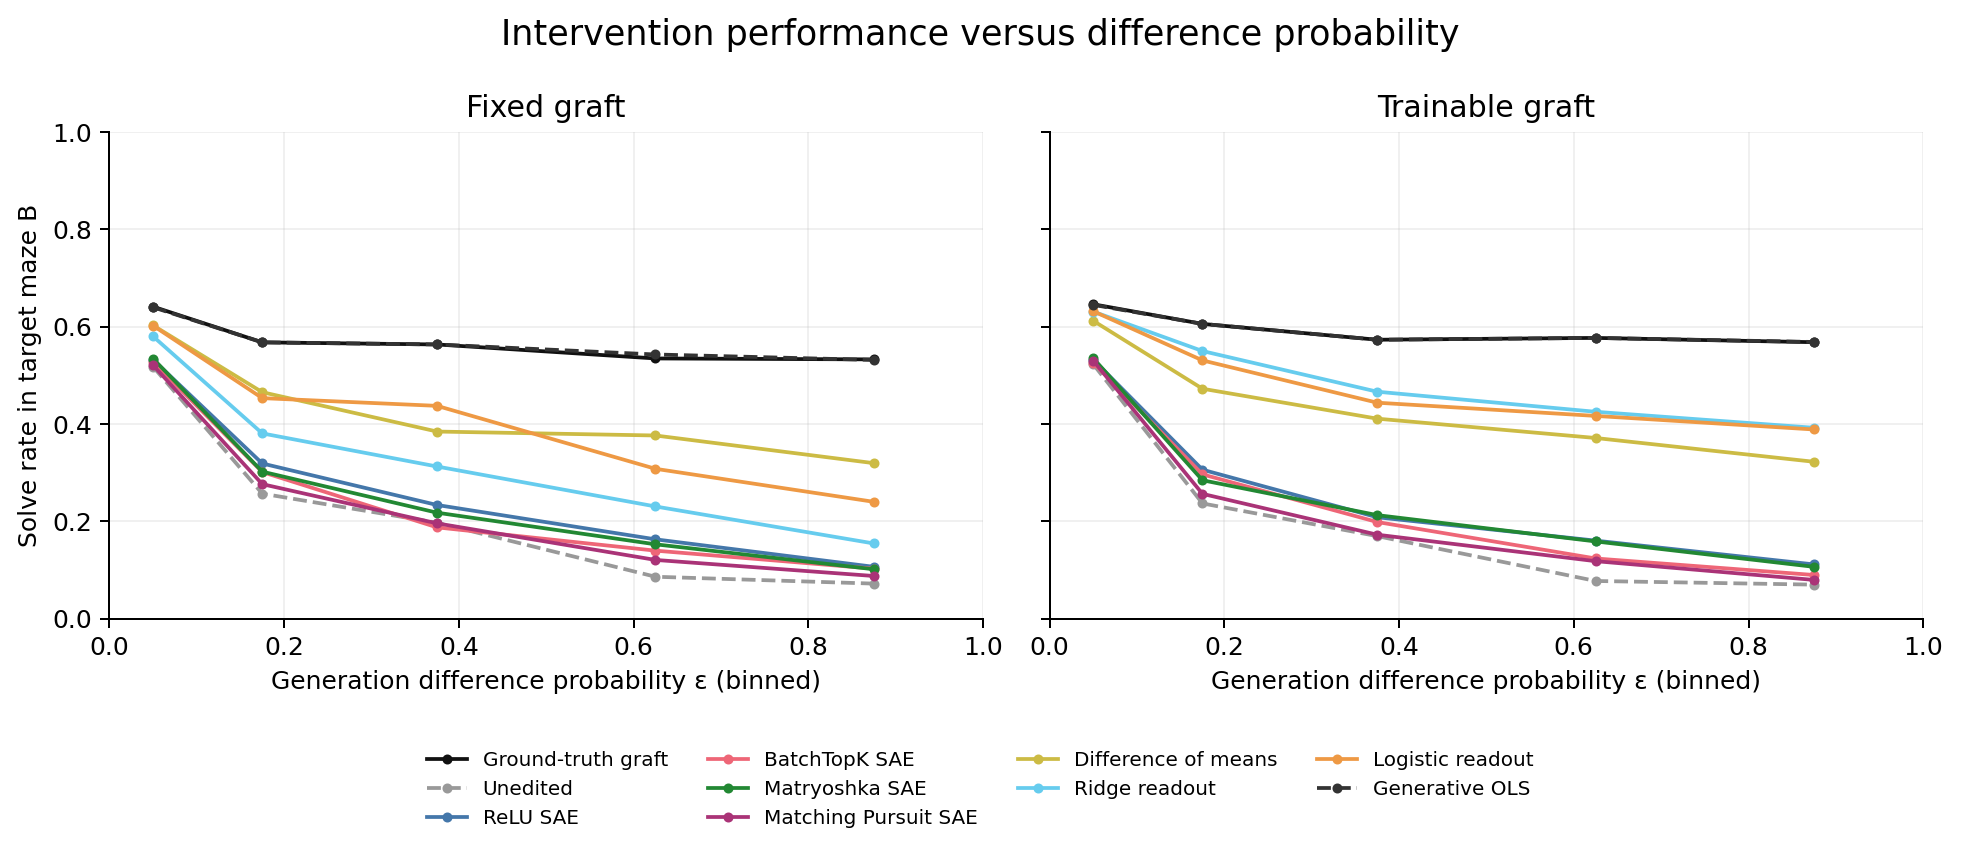 Intervention performance versus difference probability
Fixed graft
Trainable graft
Solve rate in target maze B
1.0
0.8
0.6
0.4
0.2
0.0
0.0 0.2 0.4 0.6 0.8 1.0
0.0 0.2 0.4 0.6 0.8 1.0
Generation difference probability ε (binned)
Generation difference probability ε (binned)
Ground-truth graft
Unedited
ReLU SAE
BatchTopK SAE
Matryoshka SAE
Matching Pursuit SAE
Difference of means
Ridge readout
Logistic readout
Generative OLS